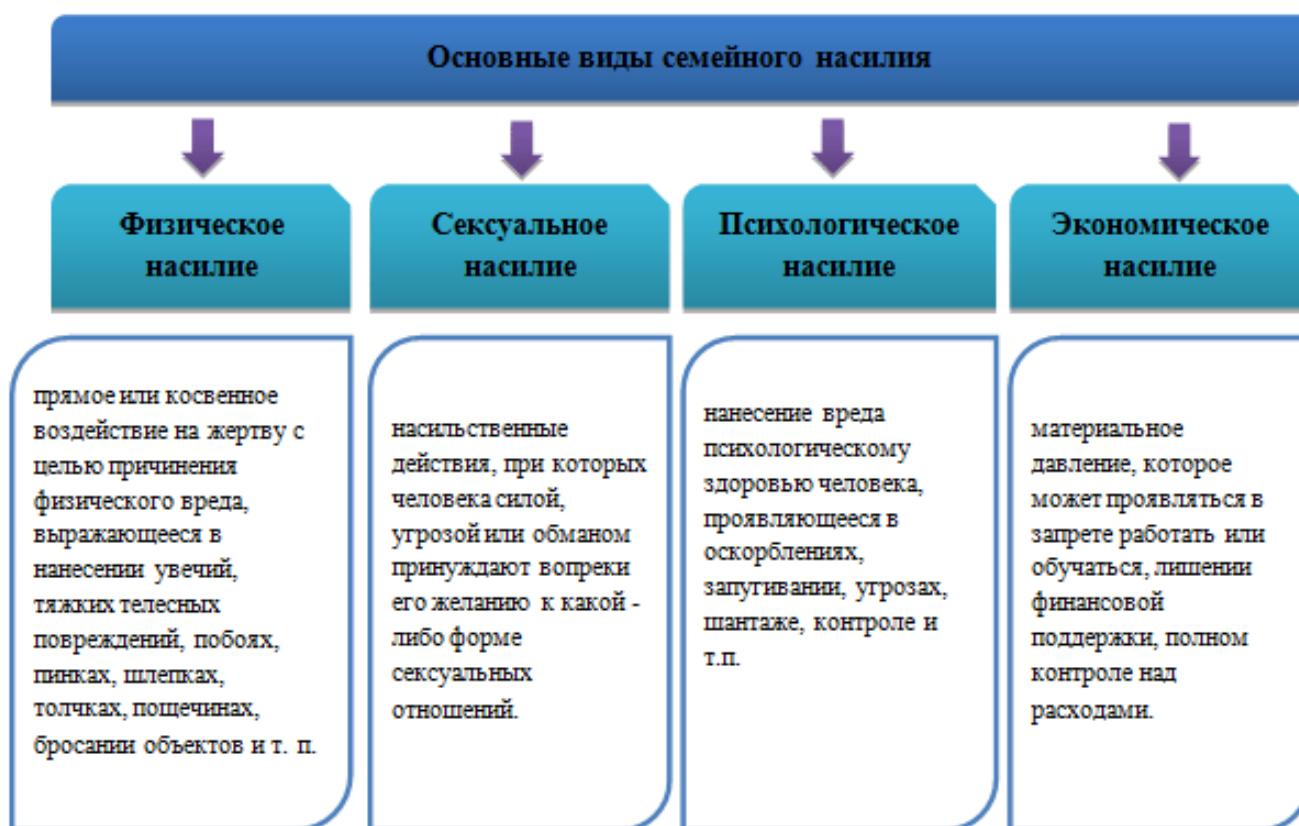 Основные виды семейного насилия
Физическое
насилие
Сексуальное
насилие
Психологическое
насилие
Экономическое
насилие
прямое или косвенное
воздействие на жертву с
целью причинения
физического вреда,
выражающееся в
нанесении увечий,
тяжких телесных
повреждений, побоях,
пинках, шлепках,
толчках, пощечинах,
бросании объектов и т. п.
насильственные
действия, при которых
человека силой,
угрозой или обманом
принуждают вопреки
его желанию к какой -
либо форме
сексуальных
отношений.
нанесение вреда
психологическому
здоровью человека,
проявляющееся в
оскорблениях,
запугивании, угрозах,
шантаже, контроле и
т.п.
материальное
давление, которое
может проявляться в
запрете работать или
обучаться, лишении
финансовой
поддержки, полном
контроле над
расходами.